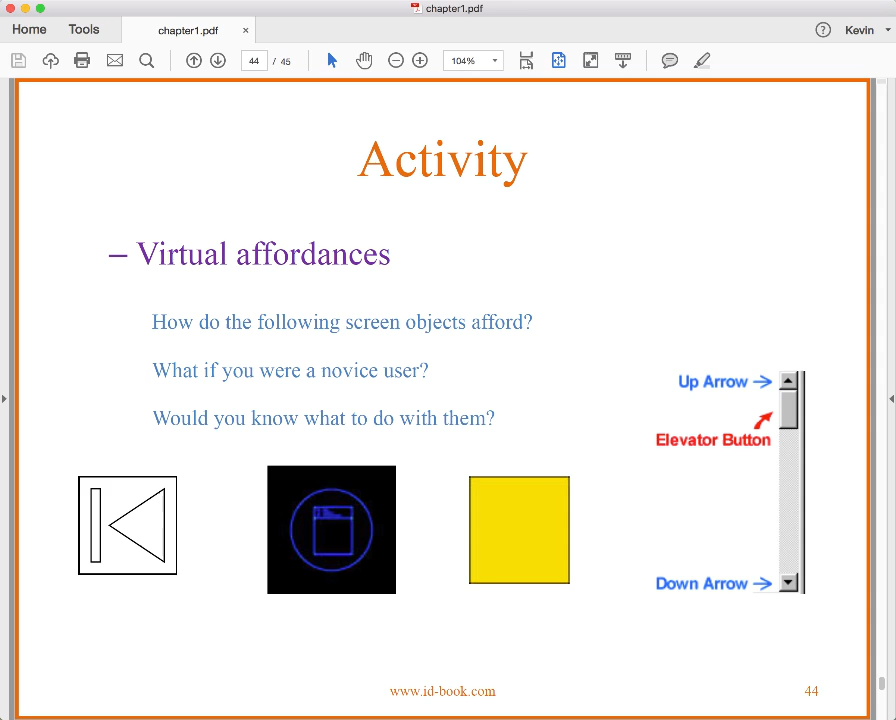 chapter1.pdf
Home
Tools
chapter1.pdf
×
?
Kevin
44 / 45
104%
Activity
– Virtual affordances
How do the following screen objects afford?
What if you were a novice user?
Would you know what to do with them?
Up Arrow
Elevator Button
Down Arrow
www.id-book.com
44